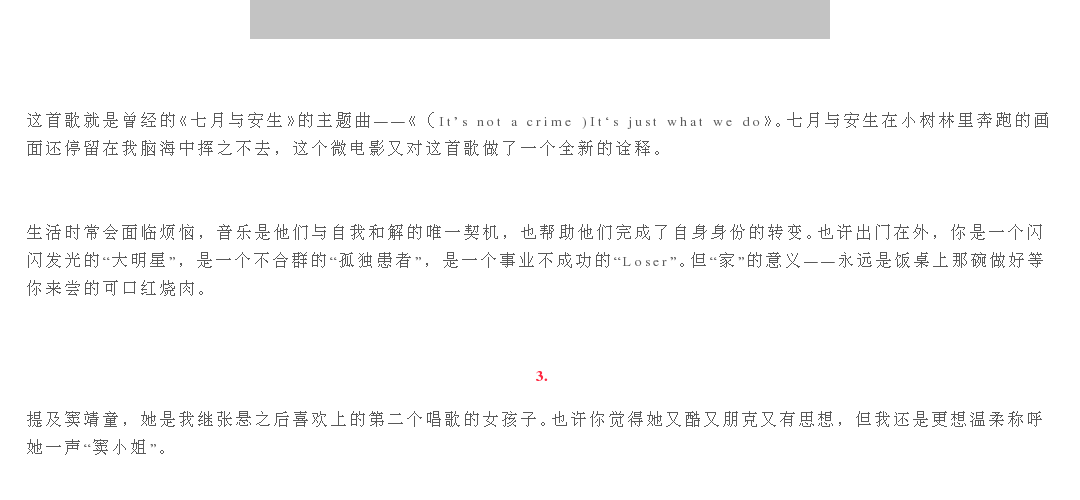 这首歌就是曾经的《七月与安生》的主题曲——《（It’s not a crime )It‘s just what we do》。七月与安生在小树林里奔跑的画
面还停留在我脑海中挥之不去，这个微电影又对这首歌做了一个全新的诠释。
生活时常会面临烦恼，音乐是他们与自我和解的唯一契机，也帮助他们完成了自身身份的转变。也许出门在外，你是一个闪
闪发光的“大明星”，是一个不合群的“孤独患者”，是一个事业不成功的“Loser”。但“家”的意义——永远是饭桌上那碗做好等
你来尝的可口红烧肉。
3.
提及窦靖童，她是我继张悬之后喜欢上的第二个唱歌的女孩子。也许你觉得她又酷又朋克又有思想，但我还是更想温柔称呼
她一声“窦小姐”。